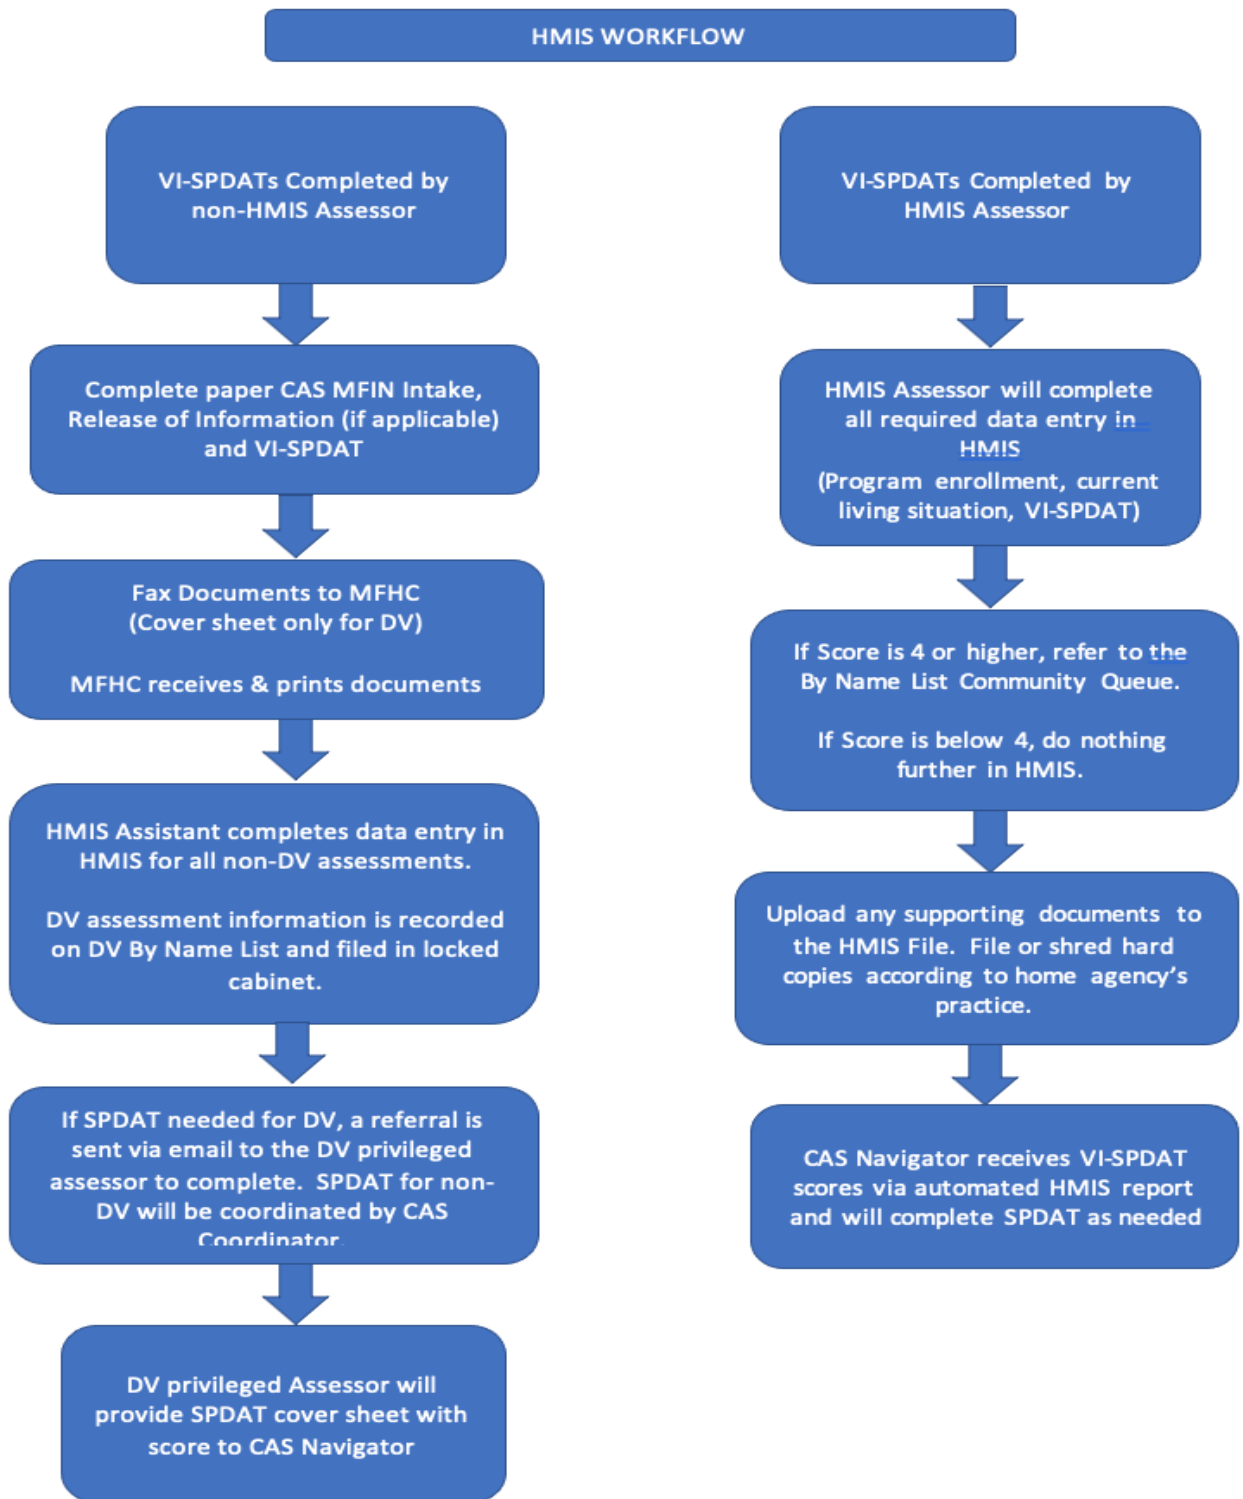 HMIS WORKFLOW
VI-SPDATs Completed by
non-HMIS Assessor
Complete paper CAS MFIN Intake,
Release of Information (if applicable)
and VI-SPDAT
Fax Documents to MFHC
(Cover sheet only for DV)
MFHC receives & prints documents
HMIS Assistant completes data entry in
HMIS for all non-DV assessments.
DV assessment information is recorded
on DV By Name List and filed in locked
cabinet.
If SPDAT needed for DV, a referral is
sent via email to the DV privileged
assessor to complete. SPDAT for non-
DV will be coordinated by CAS
Coordinator.
DV privileged Assessor will
provide SPDAT cover sheet with
score to CAS Navigator
VI-SPDATs Completed by
HMIS Assessor
HMIS Assessor will complete
all required data entry in
HMIS
(Program enrollment, current
living situation, VI-SPDAT)
If Score is 4 or higher, refer to the
By Name List Community Queue.
If Score is below 4, do nothing
further in HMIS.
Upload any supporting documents to
the HMIS File. File or shred hard
copies according to home agency’s
practice.
CAS Navigator receives VI-SPDAT
scores via automated HMIS report
and will complete SPDAT as needed